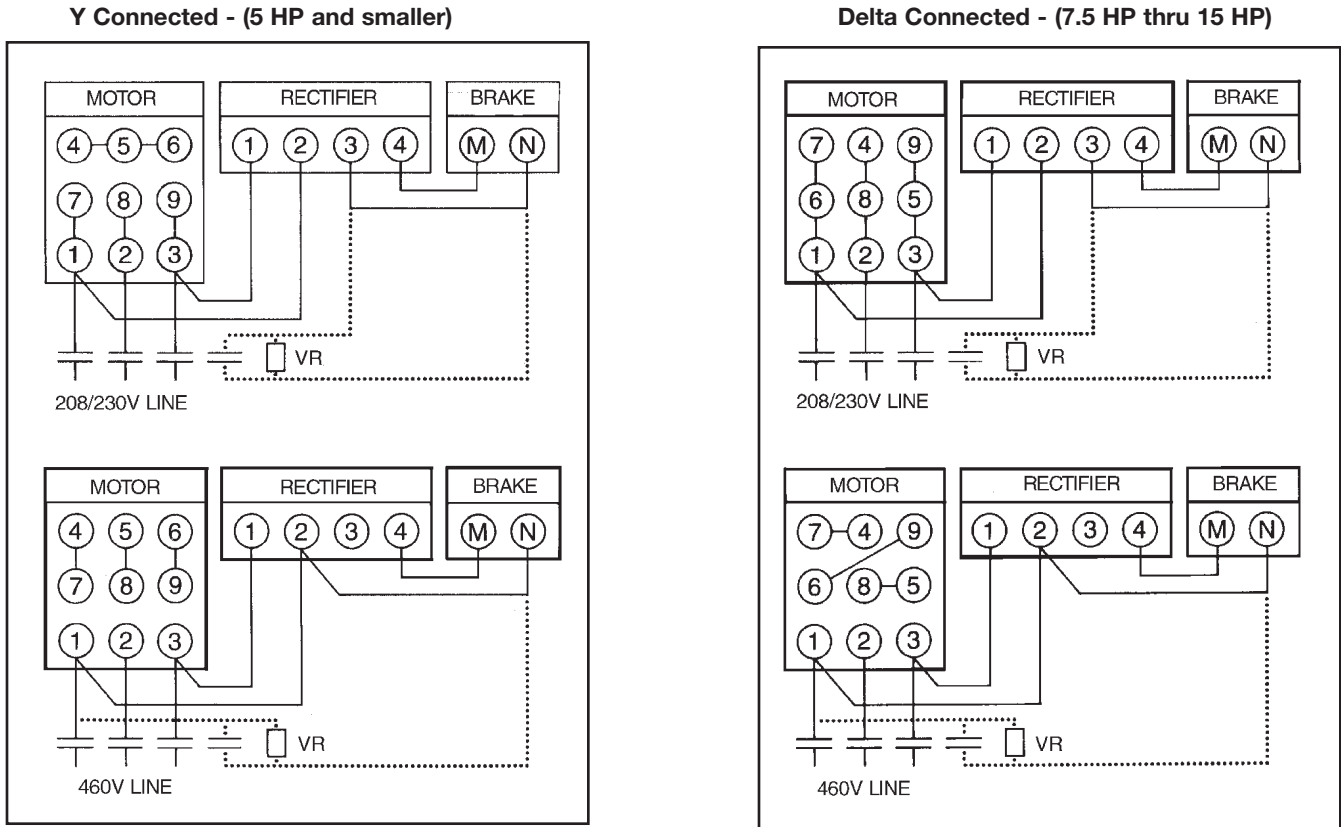 Y Connected - (5 HP and smaller)
MOTOR RECTIFIER BRAKE
4 5 6 1 2 3 4 M N
7 8 9
1 2 3
VR
208/230V LINE
MOTOR RECTIFIER BRAKE
4 5 6 1 2 3 4 M N
7 8 9
1 2 3
VR
460V LINE
Delta Connected - (7.5 HP thru 15 HP)
MOTOR RECTIFIER BRAKE
7 4 9 1 2 3 4 M N
6 8 5
1 2 3
VR
208/230V LINE
MOTOR RECTIFIER BRAKE
7 4 9 1 2 3 4 M N
6 8 5
1 2 3
VR
460V LINE